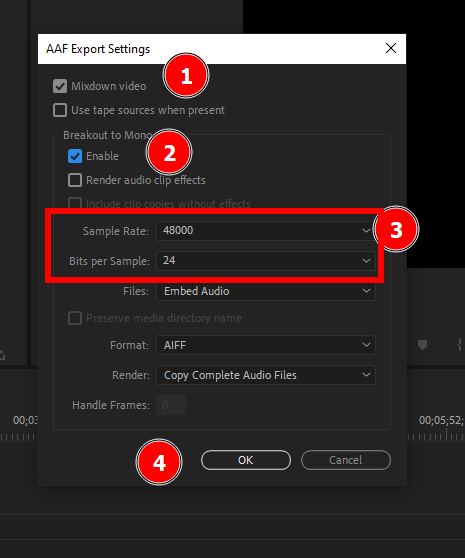 AAF Export Settings
1
Mixdown video
Use tape sources when present
Breakout to Mono
2
Enable
Render audio clip effects
Include clip copies without effects
3
Sample Rate: 48000
Bits per Sample: 24
Files: Embed Audio
Preserve media directory name
Format: AIFF
Render: Copy Complete Audio Files
Handle Frames: 0
00;03
00;05;52;
4
OK Cancel